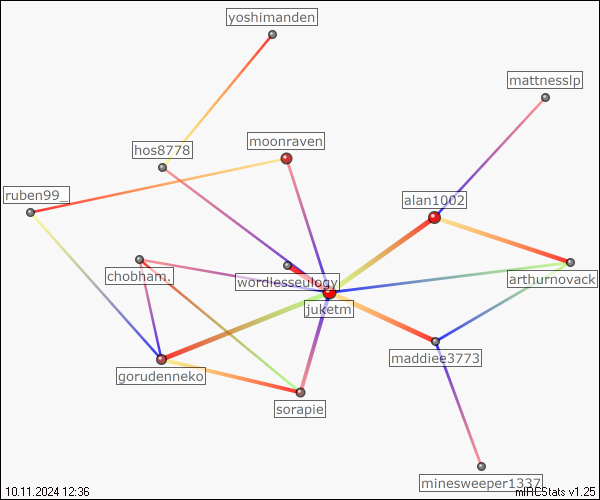 yoshimanden
mattnesslp
moonraven
hos8778
ruben99_
alan1002
chobham.
wordlesseulogy
arthurnovack
juketm
maddiee3773
gorudenneko
sorapie
minesweeper1337
10.11.2024 12:36
mIRCStats v1.25